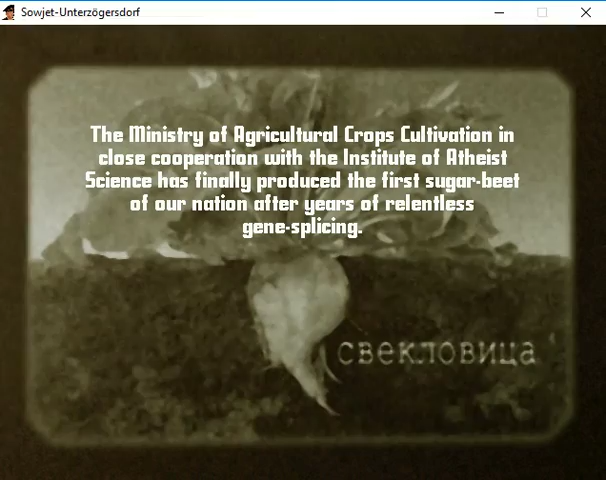 Sowjet-Unterzögersdorf
The Ministry of Agricultural Crops Cultivation in
close cooperation with the Institute of Atheist
Science has finally produced the first sugar-beet
of our nation after years of relentless
gene-splicing.
свекловица